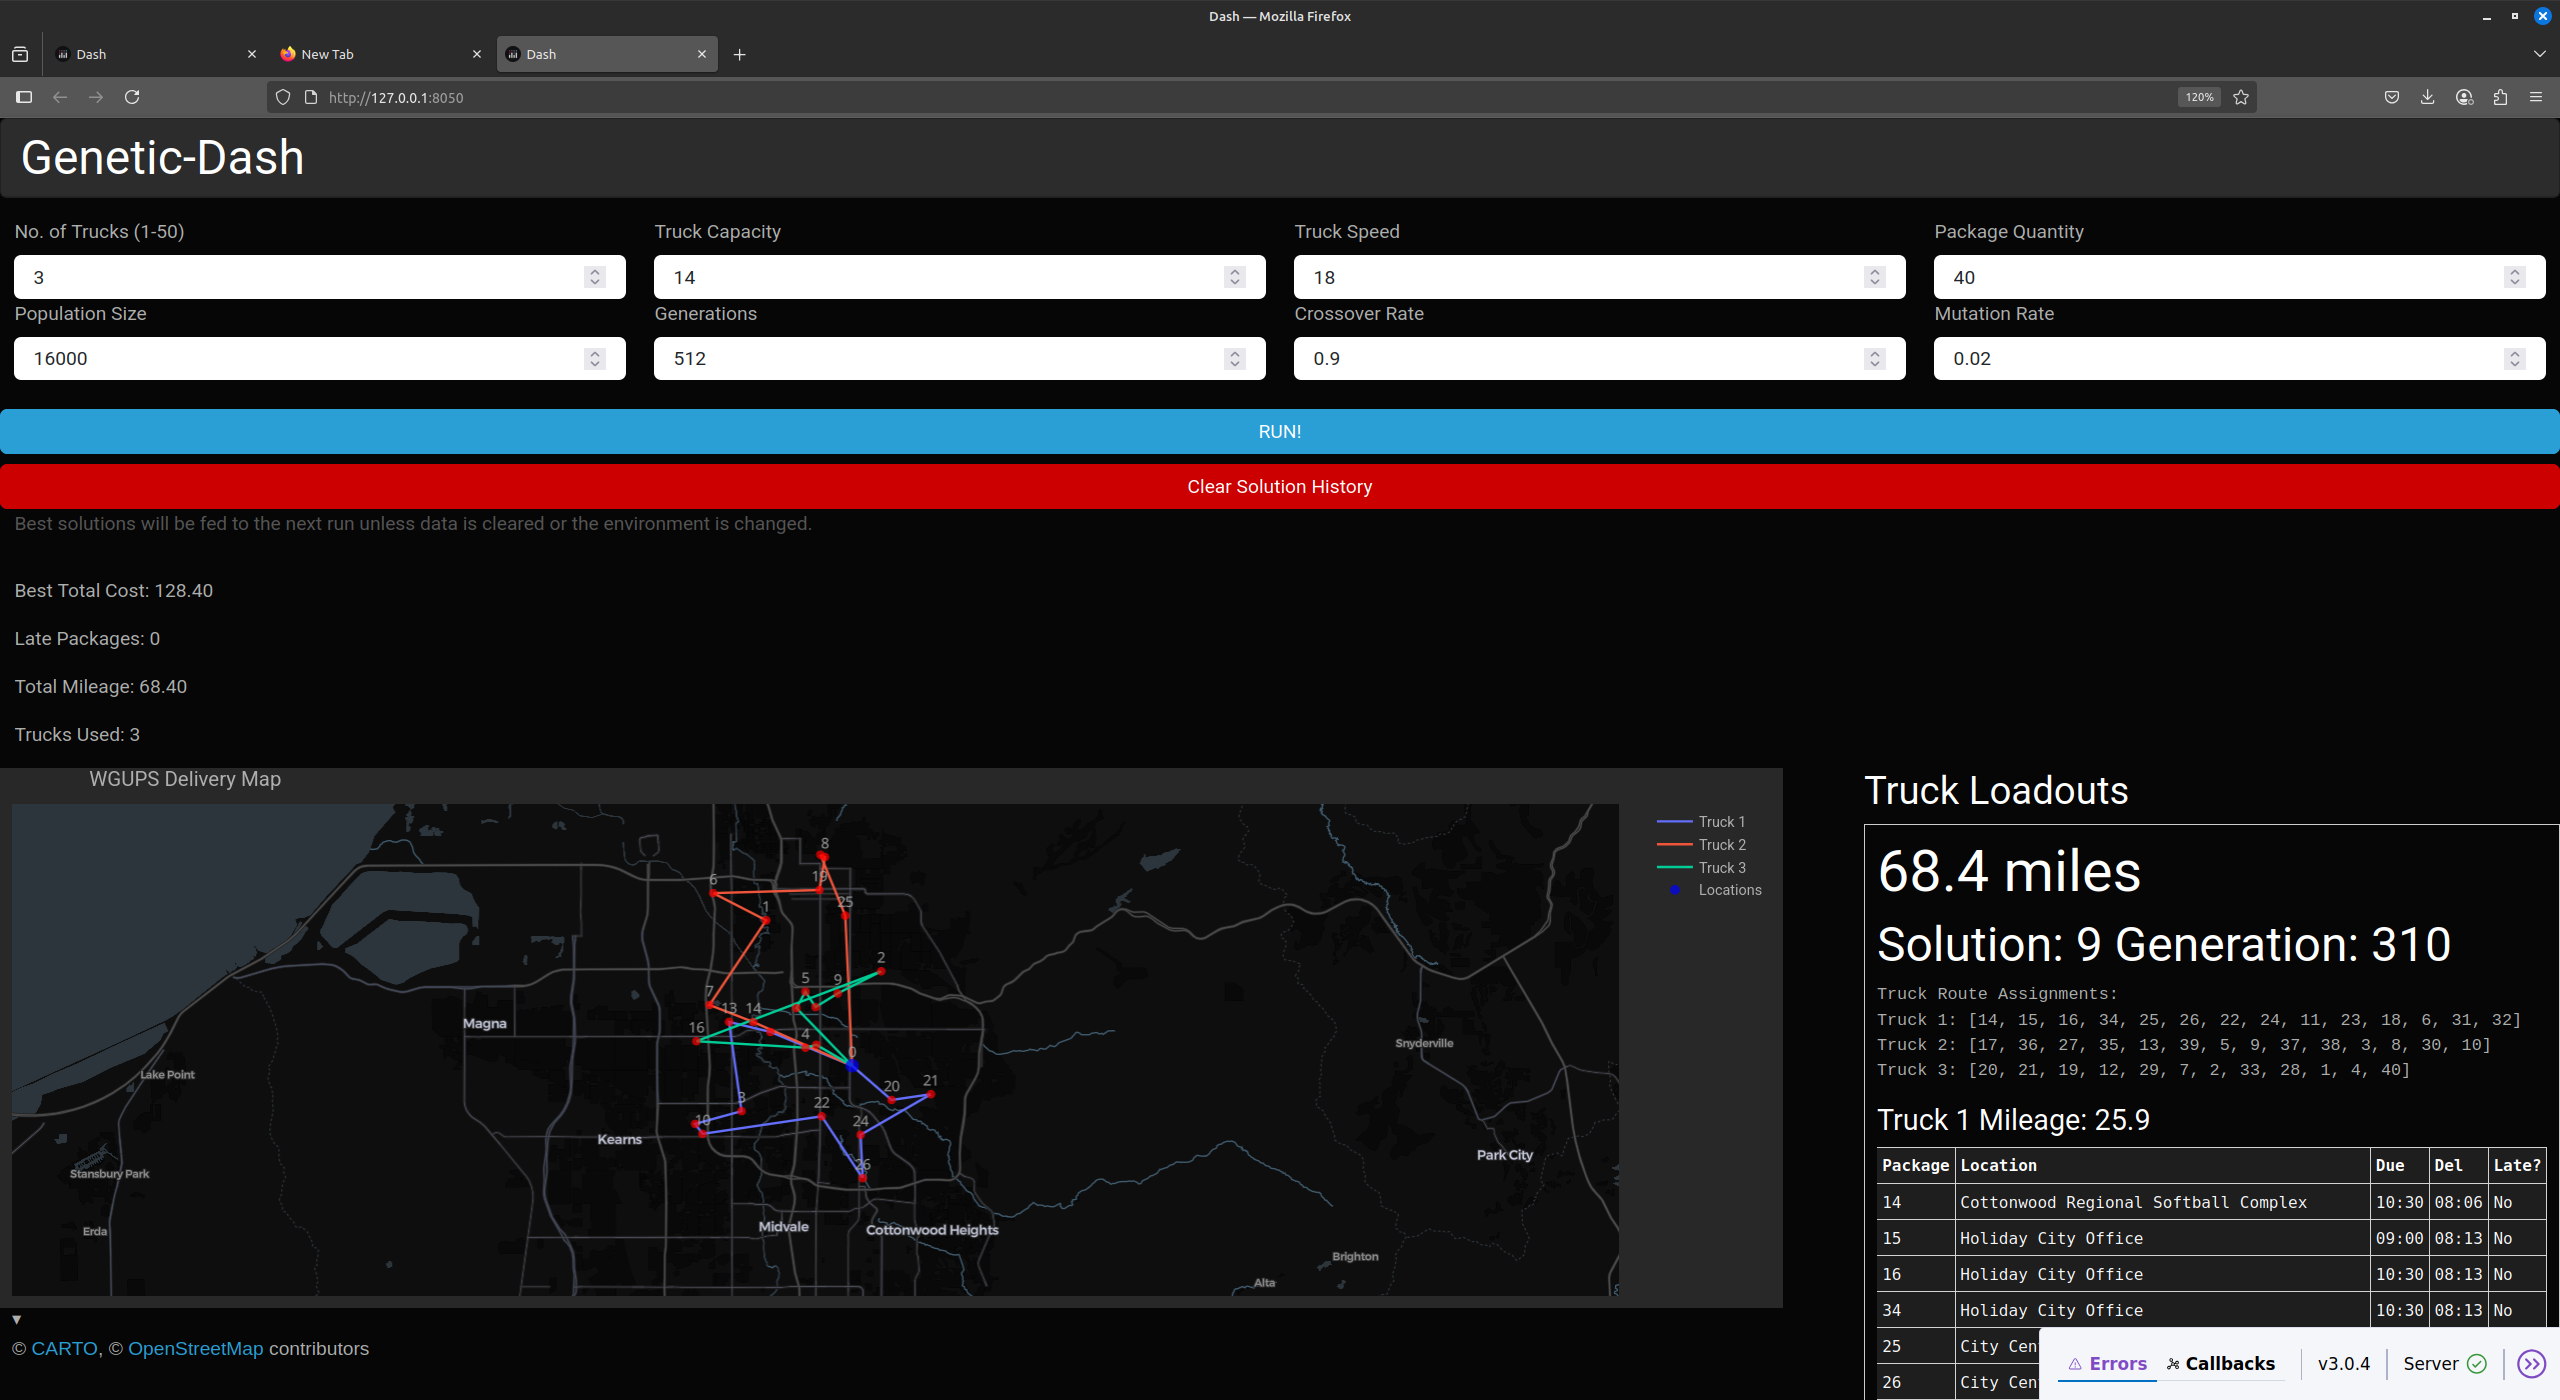 Dash — Mozilla Firefox
Dash
New Tab
Dash
http://127.0.0.1:8050
120%
Genetic-Dash
No. of Trucks (1-50)
Truck Capacity
Truck Speed
Package Quantity
3
14
18
40
Population Size
Generations
Crossover Rate
Mutation Rate
16000
512
0.9
0.02
RUN!
Clear Solution History
Best solutions will be fed to the next run unless data is cleared or the environment is changed.
Best Total Cost: 128.40
Late Packages: 0
Total Mileage: 68.40
Trucks Used: 3
WGUPS Delivery Map
Truck 1
Truck 2
Truck 3
Locations
8
19
6
25
1
2
5
9
7
13
14
16
4
0
20
21
3
22
10
24
26
Magna
Lake Point
Kearns
Stansbury Park
Erda
Midvale
Cottonwood Heights
Snyderville
Park City
Brighton
Alta
© CARTO, © OpenStreetMap contributors
Truck Loadouts
68.4 miles
Solution: 9 Generation: 310
Truck Route Assignments:
Truck 1: [14, 15, 16, 34, 25, 26, 22, 24, 11, 23, 18, 6, 31, 32]
Truck 2: [17, 36, 27, 35, 13, 39, 5, 9, 37, 38, 3, 8, 30, 10]
Truck 3: [20, 21, 19, 12, 29, 7, 2, 33, 28, 1, 4, 40]
Truck 1 Mileage: 25.9
Package Location Due Del Late?
14 Cottonwood Regional Softball Complex 10:30 08:06 No
15 Holiday City Office 09:00 08:13 No
16 Holiday City Office 10:30 08:13 No
34 Holiday City Office 10:30 08:13 No
25 City Cen
26 City Cen
Errors
Callbacks
v3.0.4
Server